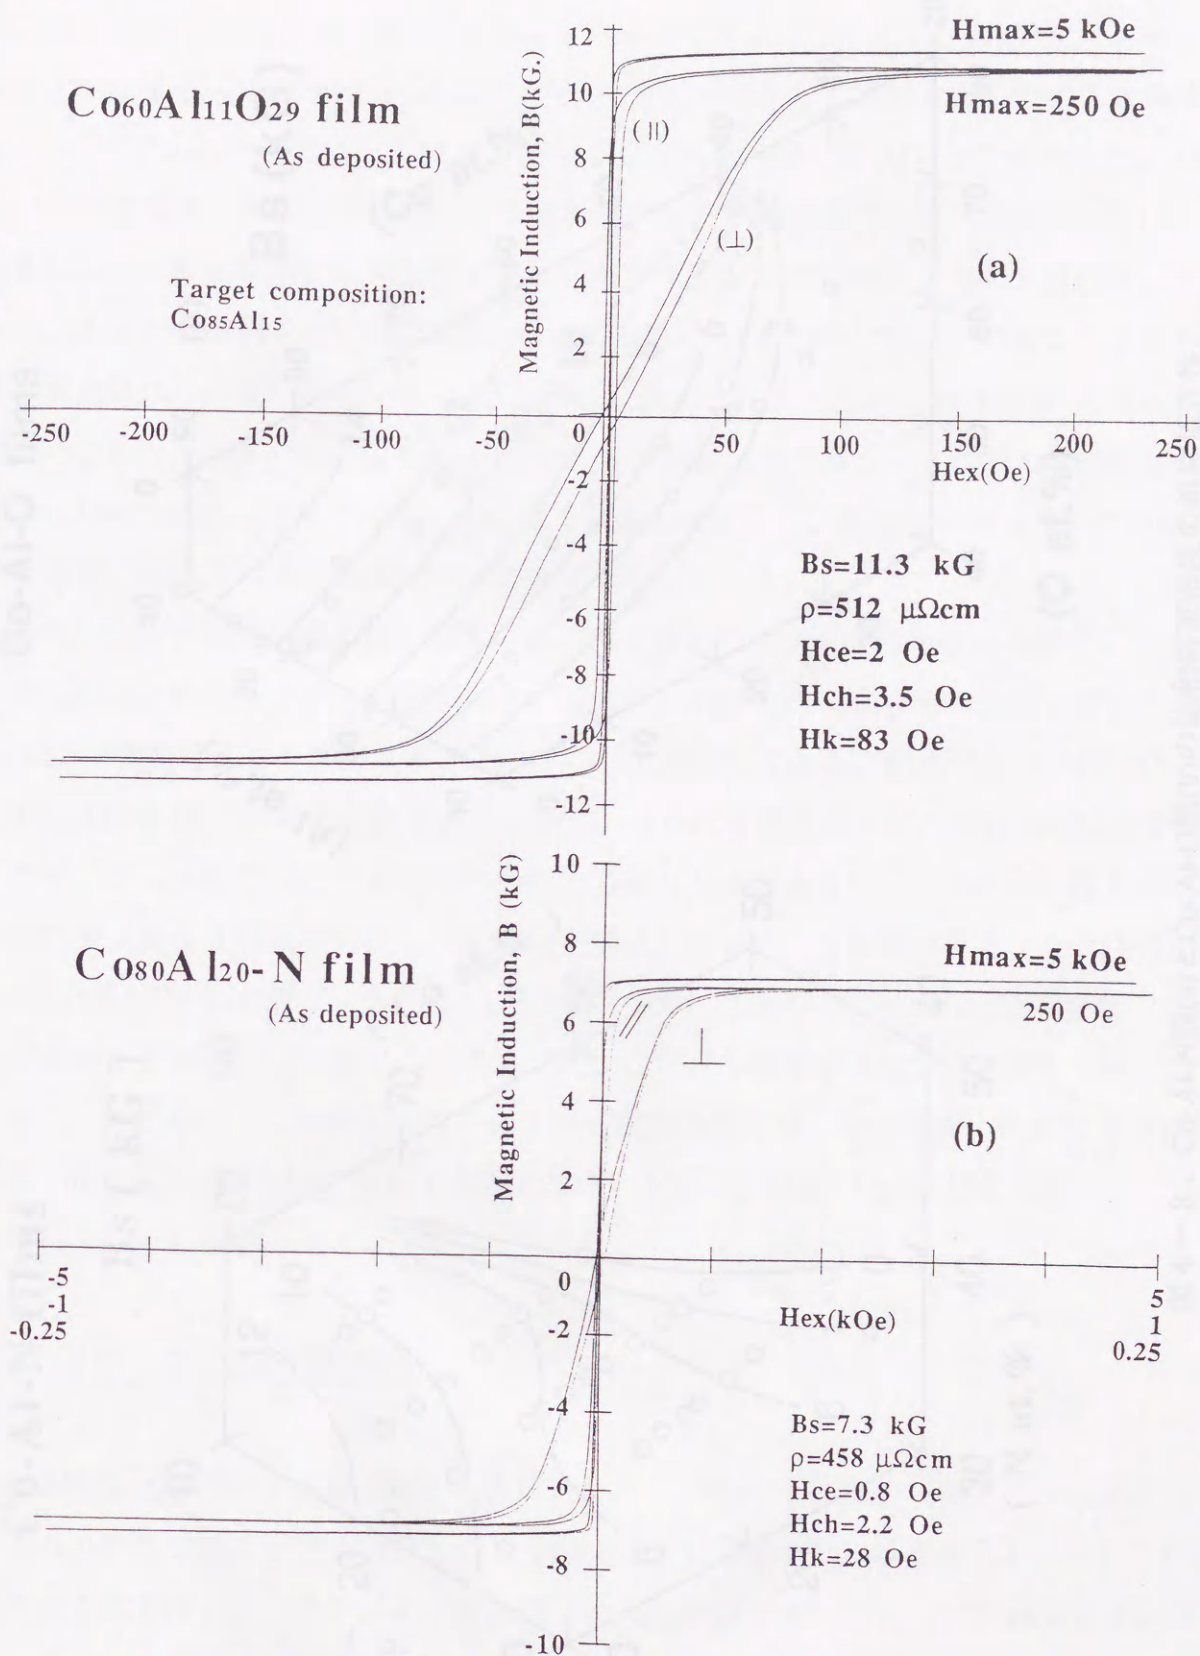 Hmax=5 kOe
Co60Al11O29 film
(As deposited)
Magnetic Induction, B(kG.)
12
10
8
6
4
2
Hmax=250 Oe
(||)
(⊥)
(a)
Target composition:
Co85Al15
-250 -200 -150 -100 -50 0 50 100 150 200 250
Hex(Oe)
-2
-4
-6
-8
-10
-12
Bs=11.3 kG
ρ=512 μΩcm
Hce=2 Oe
Hch=3.5 Oe
Hk=83 Oe
Magnetic Induction, B (kG)
10
8
6
4
2
Co80Al20-N film
(As deposited)
Hmax=5 kOe
250 Oe
//
⊥
(b)
-5
-1
-0.25
0
Hex(kOe)
5
1
0.25
-2
-4
-6
-8
-10
Bs=7.3 kG
ρ=458 μΩcm
Hce=0.8 Oe
Hch=2.2 Oe
Hk=28 Oe